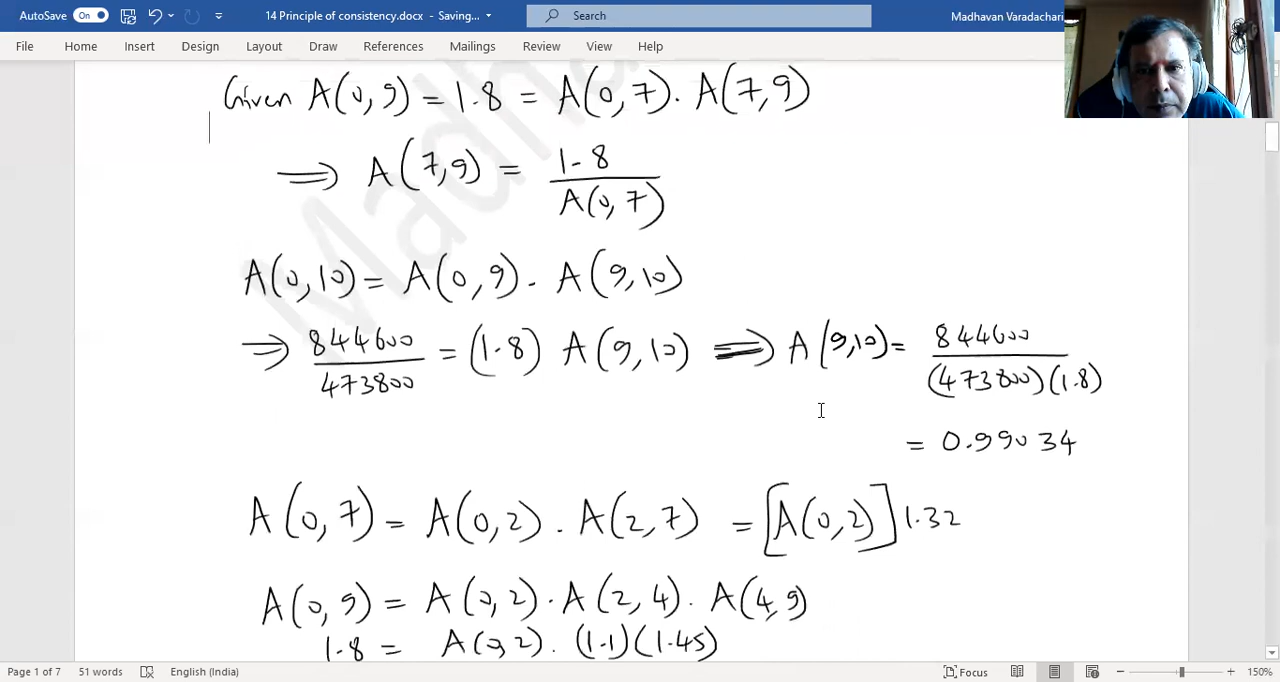 AutoSave On 14 Principle of consistency.docx - Saving... Search Madhavan Varadachari
File Home Insert Design Layout Draw References Mailings Review View Help
Given A(0,9) = 1.8 = A(0,7). A(7,9)
⟹ A(7,9) = 1.8 / A(0,7)
A(0,10) = A(0,9). A(9,10)
⟹ 844600 / 473800 = (1.8) A(9,10) ⟹ A(9,10) = 844600 / (473800)(1.8)
= 0.99034
A(0,7) = A(0,2). A(2,7) = [A(0,2)] 1.32
A(0,9) = A(0,2). A(2,4). A(4,9)
1.8 = A(0,2). (1.1)(1.45)
Page 1 of 7 51 words English (India) Focus 150%